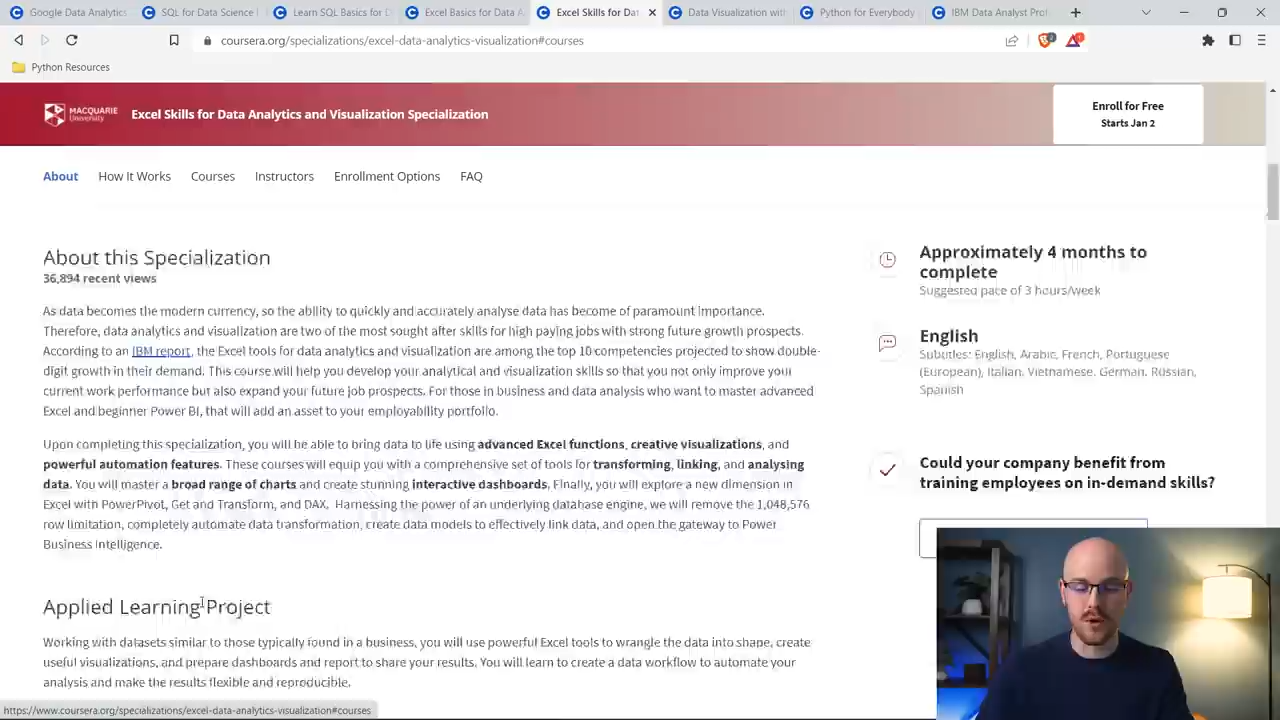 Google Data Analytics
SQL for Data Science
Learn SQL Basics for D
Excel Basics for Data A
Excel Skills for Dat
Data Visualization with
Python for Everybody
IBM Data Analyst Prof
coursera.org/specializations/excel-data-analytics-visualization#courses
Python Resources
MACQUARIE
University
Excel Skills for Data Analytics and Visualization Specialization
Enroll for Free
Starts Jan 2
About
How It Works
Courses
Instructors
Enrollment Options
FAQ
About this Specialization
36,894 recent views
As data becomes the modern currency, so the ability to quickly and accurately analyse data has become of paramount importance.
Therefore, data analytics and visualization are two of the most sought after skills for high paying jobs with strong future growth prospects.
According to an IBM report, the Excel tools for data analytics and visualization are among the top 10 competencies projected to show double-
digit growth in their demand. This course will help you develop your analytical and visualization skills so that you not only improve your
current work performance but also expand your future job prospects. For those in business and data analysis who want to master advanced
Excel and beginner Power BI, that will add an asset to your employability portfolio.
Upon completing this specialization, you will be able to bring data to life using advanced Excel functions, creative visualizations, and
powerful automation features. These courses will equip you with a comprehensive set of tools for transforming, linking, and analysing
data. You will master a broad range of charts and create stunning interactive dashboards. Finally, you will explore a new dimension in
Excel with PowerPivot, Get and Transform, and DAX. Harnessing the power of an underlying database engine, we will remove the 1,048,576
row limitation, completely automate data transformation, create data models to effectively link data, and open the gateway to Power
Business Intelligence.
Applied Learning Project
Working with datasets similar to those typically found in a business, you will use powerful Excel tools to wrangle the data into shape, create
useful visualizations, and prepare dashboards and report to share your results. You will learn to create a data workflow to automate your
analysis and make the results flexible and reproducible.
Approximately 4 months to
complete
Suggested pace of 3 hours/week
English
Subtitles: English, Arabic, French, Portuguese
(European), Italian, Vietnamese, German, Russian,
Spanish
Could your company benefit from
training employees on in-demand skills?
https://www.coursera.org/specializations/excel-data-analytics-visualization#courses